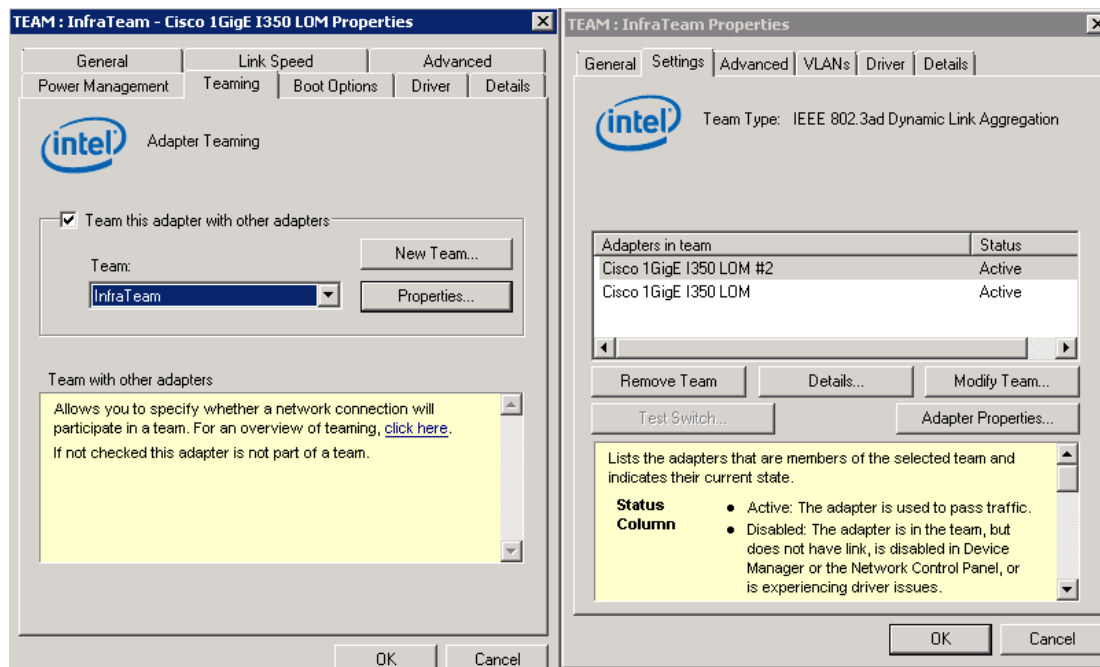 TEAM : InfraTeam - Cisco 1GigE I350 LOM Properties
General
Link Speed
Advanced
Power Management
Teaming
Boot Options
Driver
Details
intel
Adapter Teaming
Team this adapter with other adapters
Team:
New Team...
InfraTeam
Properties...
Team with other adapters
Allows you to specify whether a network connection will
participate in a team. For an overview of teaming, click here.
If not checked this adapter is not part of a team.
OK
Cancel
TEAM : InfraTeam Properties
General
Settings
Advanced
VLANs
Driver
Details
intel
Team Type: IEEE 802.3ad Dynamic Link Aggregation
Adapters in team
Status
Cisco 1GigE I350 LOM #2
Active
Cisco 1GigE I350 LOM
Active
Remove Team
Details...
Modify Team...
Test Switch...
Adapter Properties...
Lists the adapters that are members of the selected team and
indicates their current state.
Status
Column
• Active: The adapter is used to pass traffic.
• Disabled: The adapter is in the team, but
does not have link, is disabled in Device
Manager or the Network Control Panel, or
is experiencing driver issues.
OK
Cancel